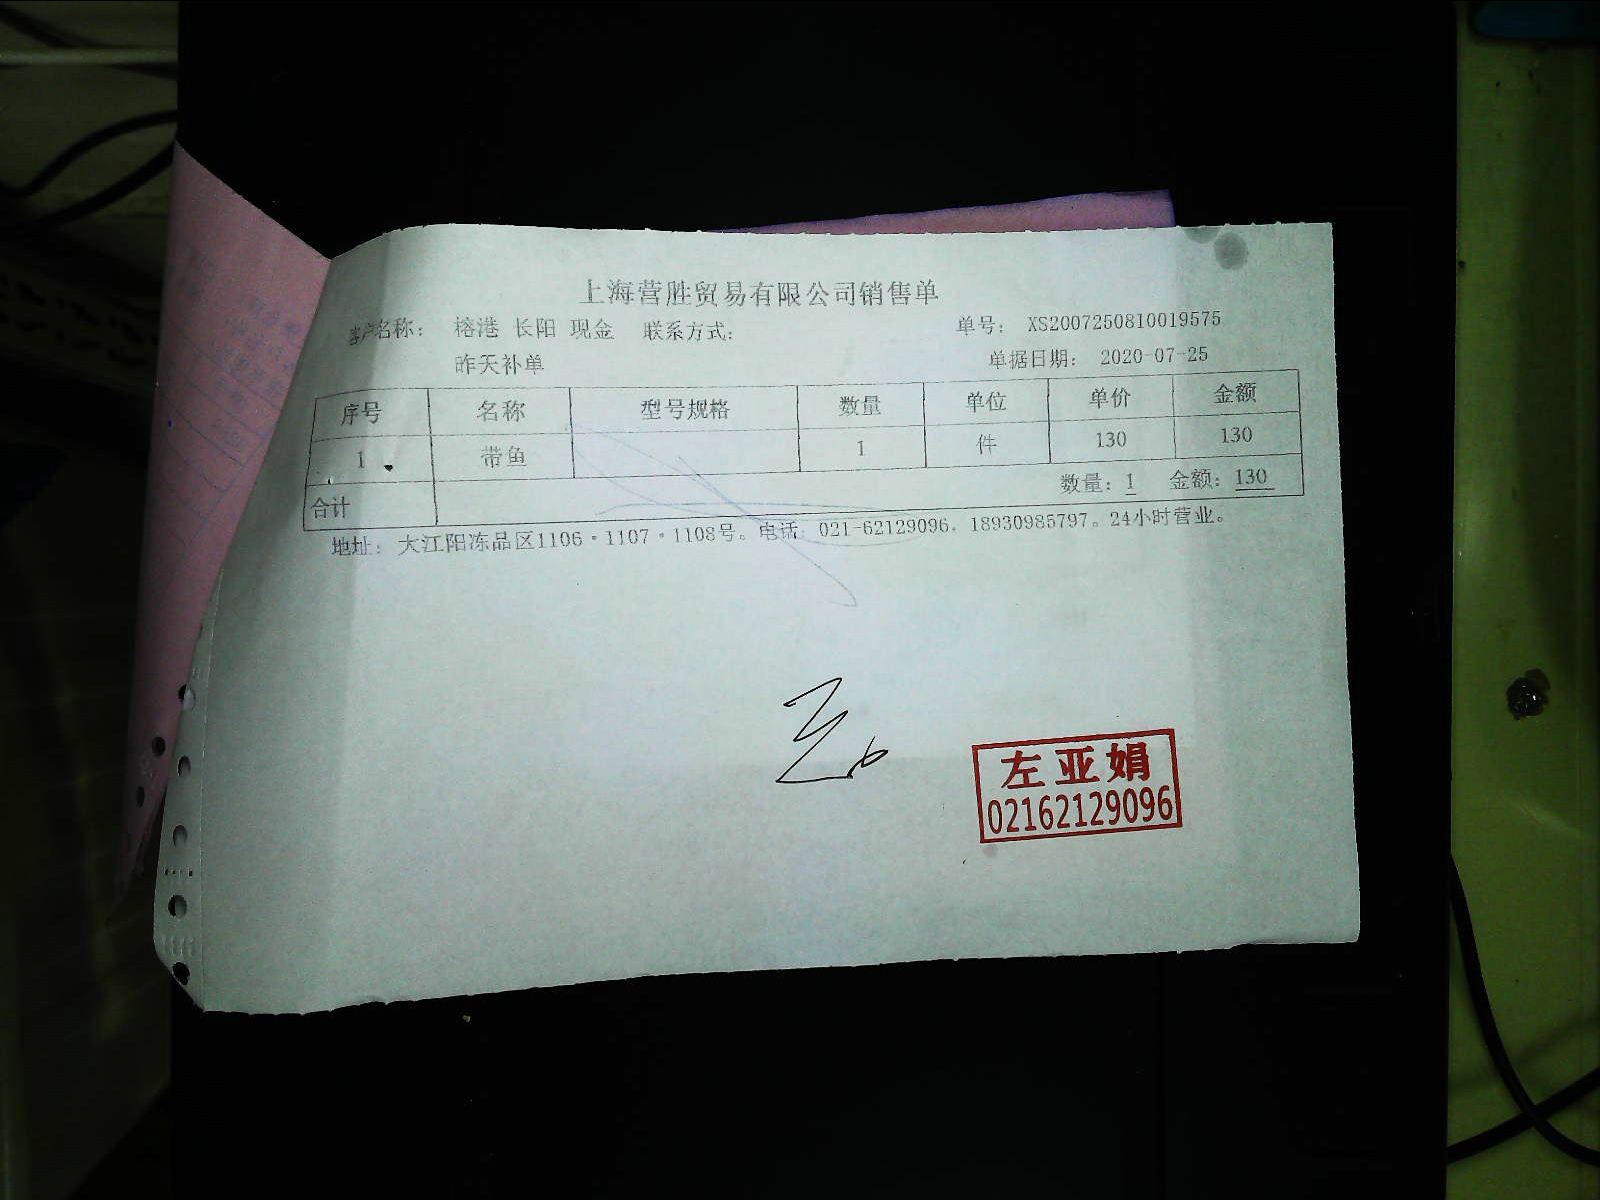 上海营胜贸易有限公司销售单
客户名称： 榕港 长阳 现金 联系方式： 单号： XS2007250810019575
昨天补单 单据日期： 2020-07-25
序号 名称 型号规格 数量 单位 单价 金额
1 带鱼 1 件 130 130
合计 数量：1 金额：130
地址： 大江阳冻品区1106·1107·1108号。电话：021-62129096. 18930985797。24小时营业。
左亚娟
02162129096